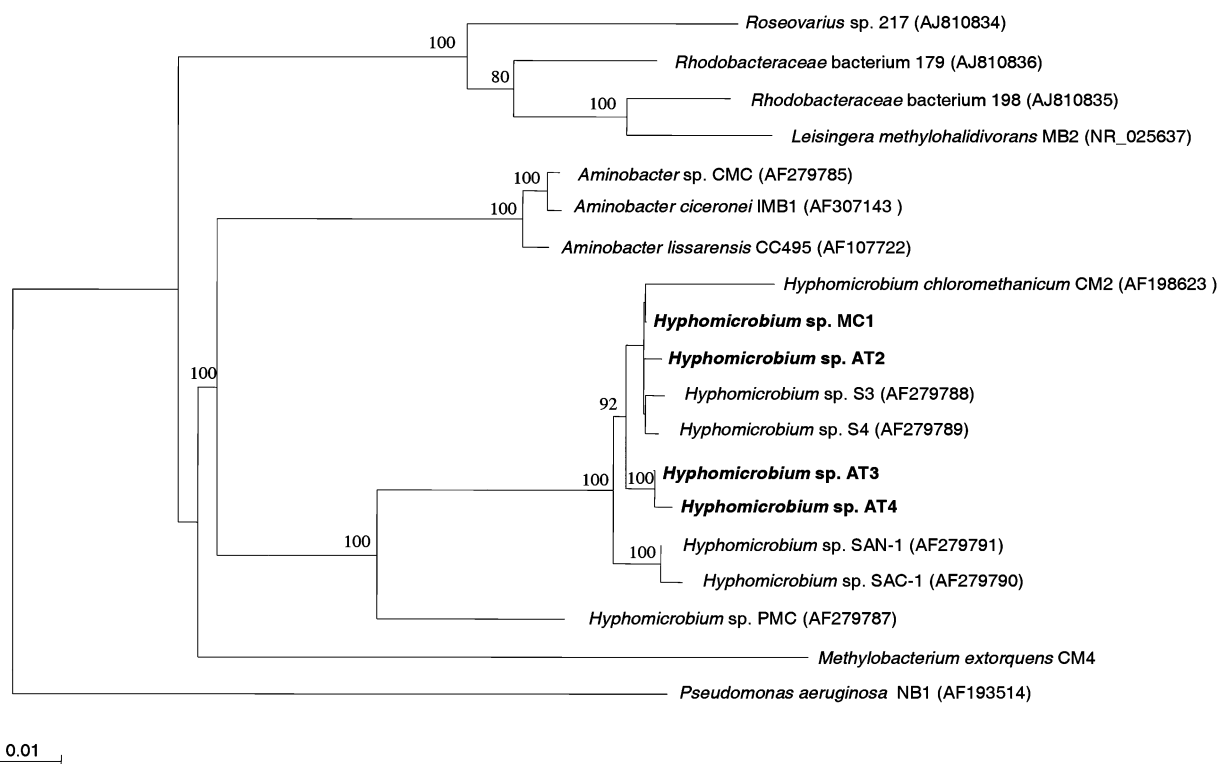 Roseovarius sp. 217 (AJ810834)
100
Rhodobacteraceae bacterium 179 (AJ810836)
80
Rhodobacteraceae bacterium 198 (AJ810835)
100
Leisingera methylohalidivorans MB2 (NR_025637)
Aminobacter sp. CMC (AF279785)
100
Aminobacter ciceronei IMB1 (AF307143 )
100
Aminobacter lissarensis CC495 (AF107722)
Hyphomicrobium chloromethanicum CM2 (AF198623 )
Hyphomicrobium sp. MC1
Hyphomicrobium sp. AT2
100
Hyphomicrobium sp. S3 (AF279788)
92
Hyphomicrobium sp. S4 (AF279789)
Hyphomicrobium sp. AT3
100
100
Hyphomicrobium sp. AT4
Hyphomicrobium sp. SAN-1 (AF279791)
100
100
Hyphomicrobium sp. SAC-1 (AF279790)
Hyphomicrobium sp. PMC (AF279787)
Methylobacterium extorquens CM4
Pseudomonas aeruginosa NB1 (AF193514)
0.01